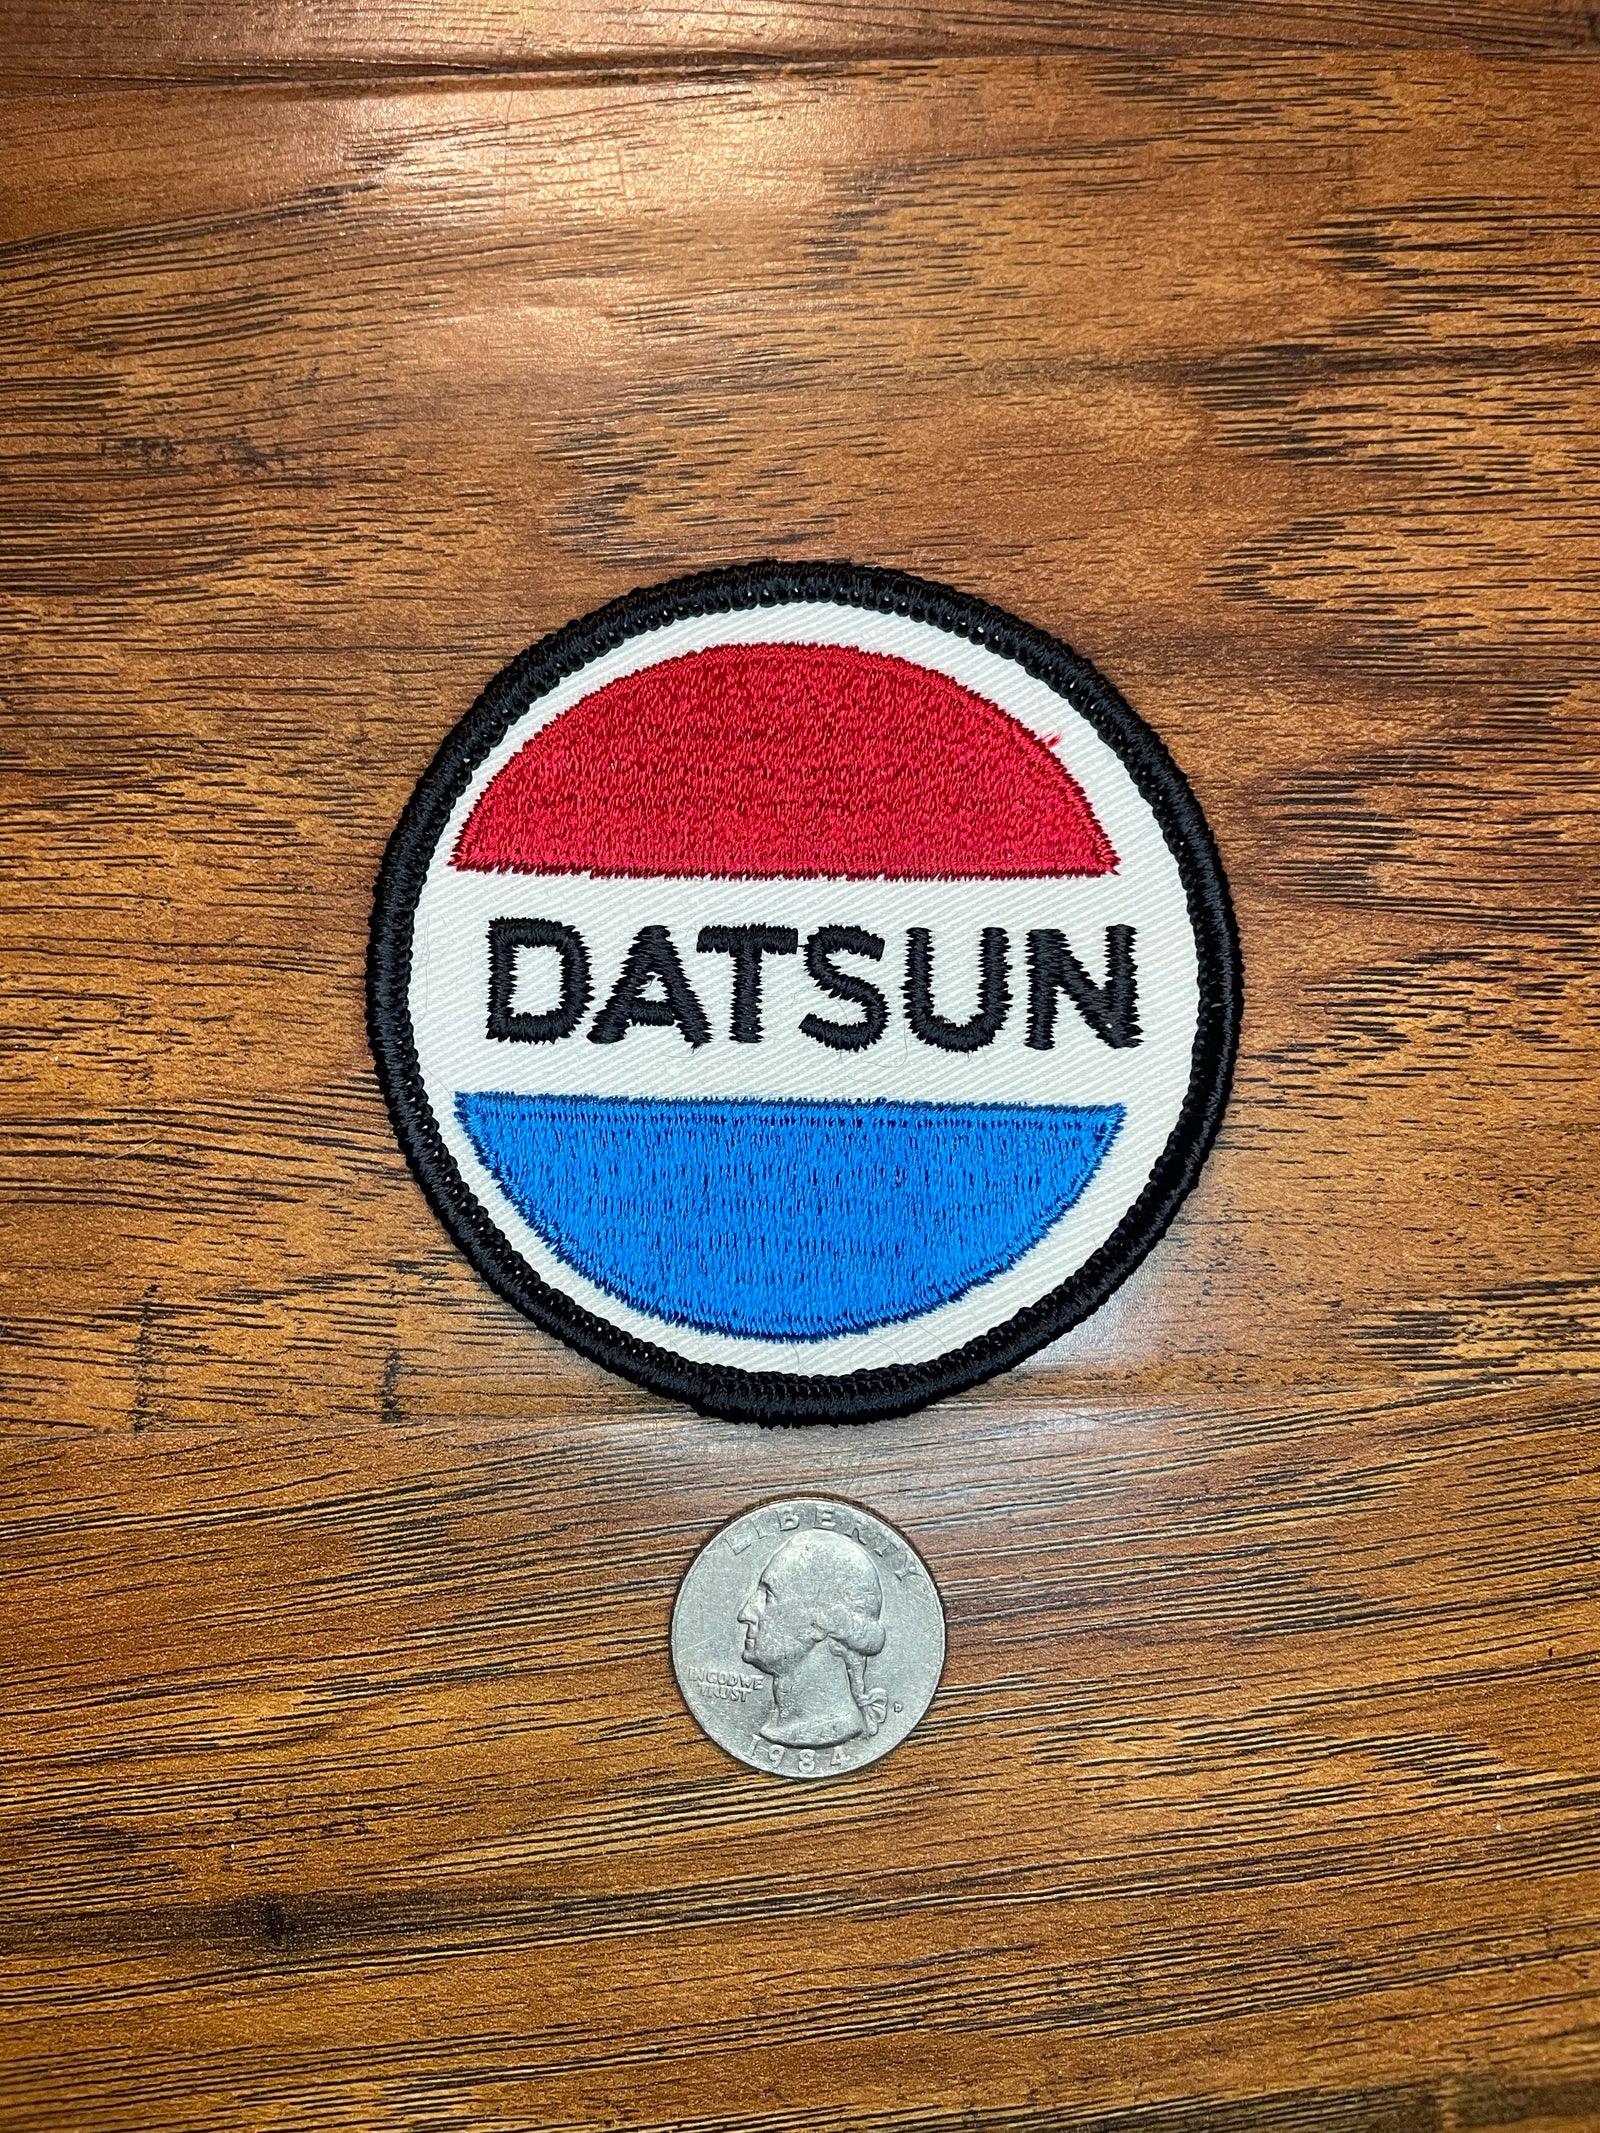 DATSUN
LIBERTY
IN GOD WE
TRUST
D
1984